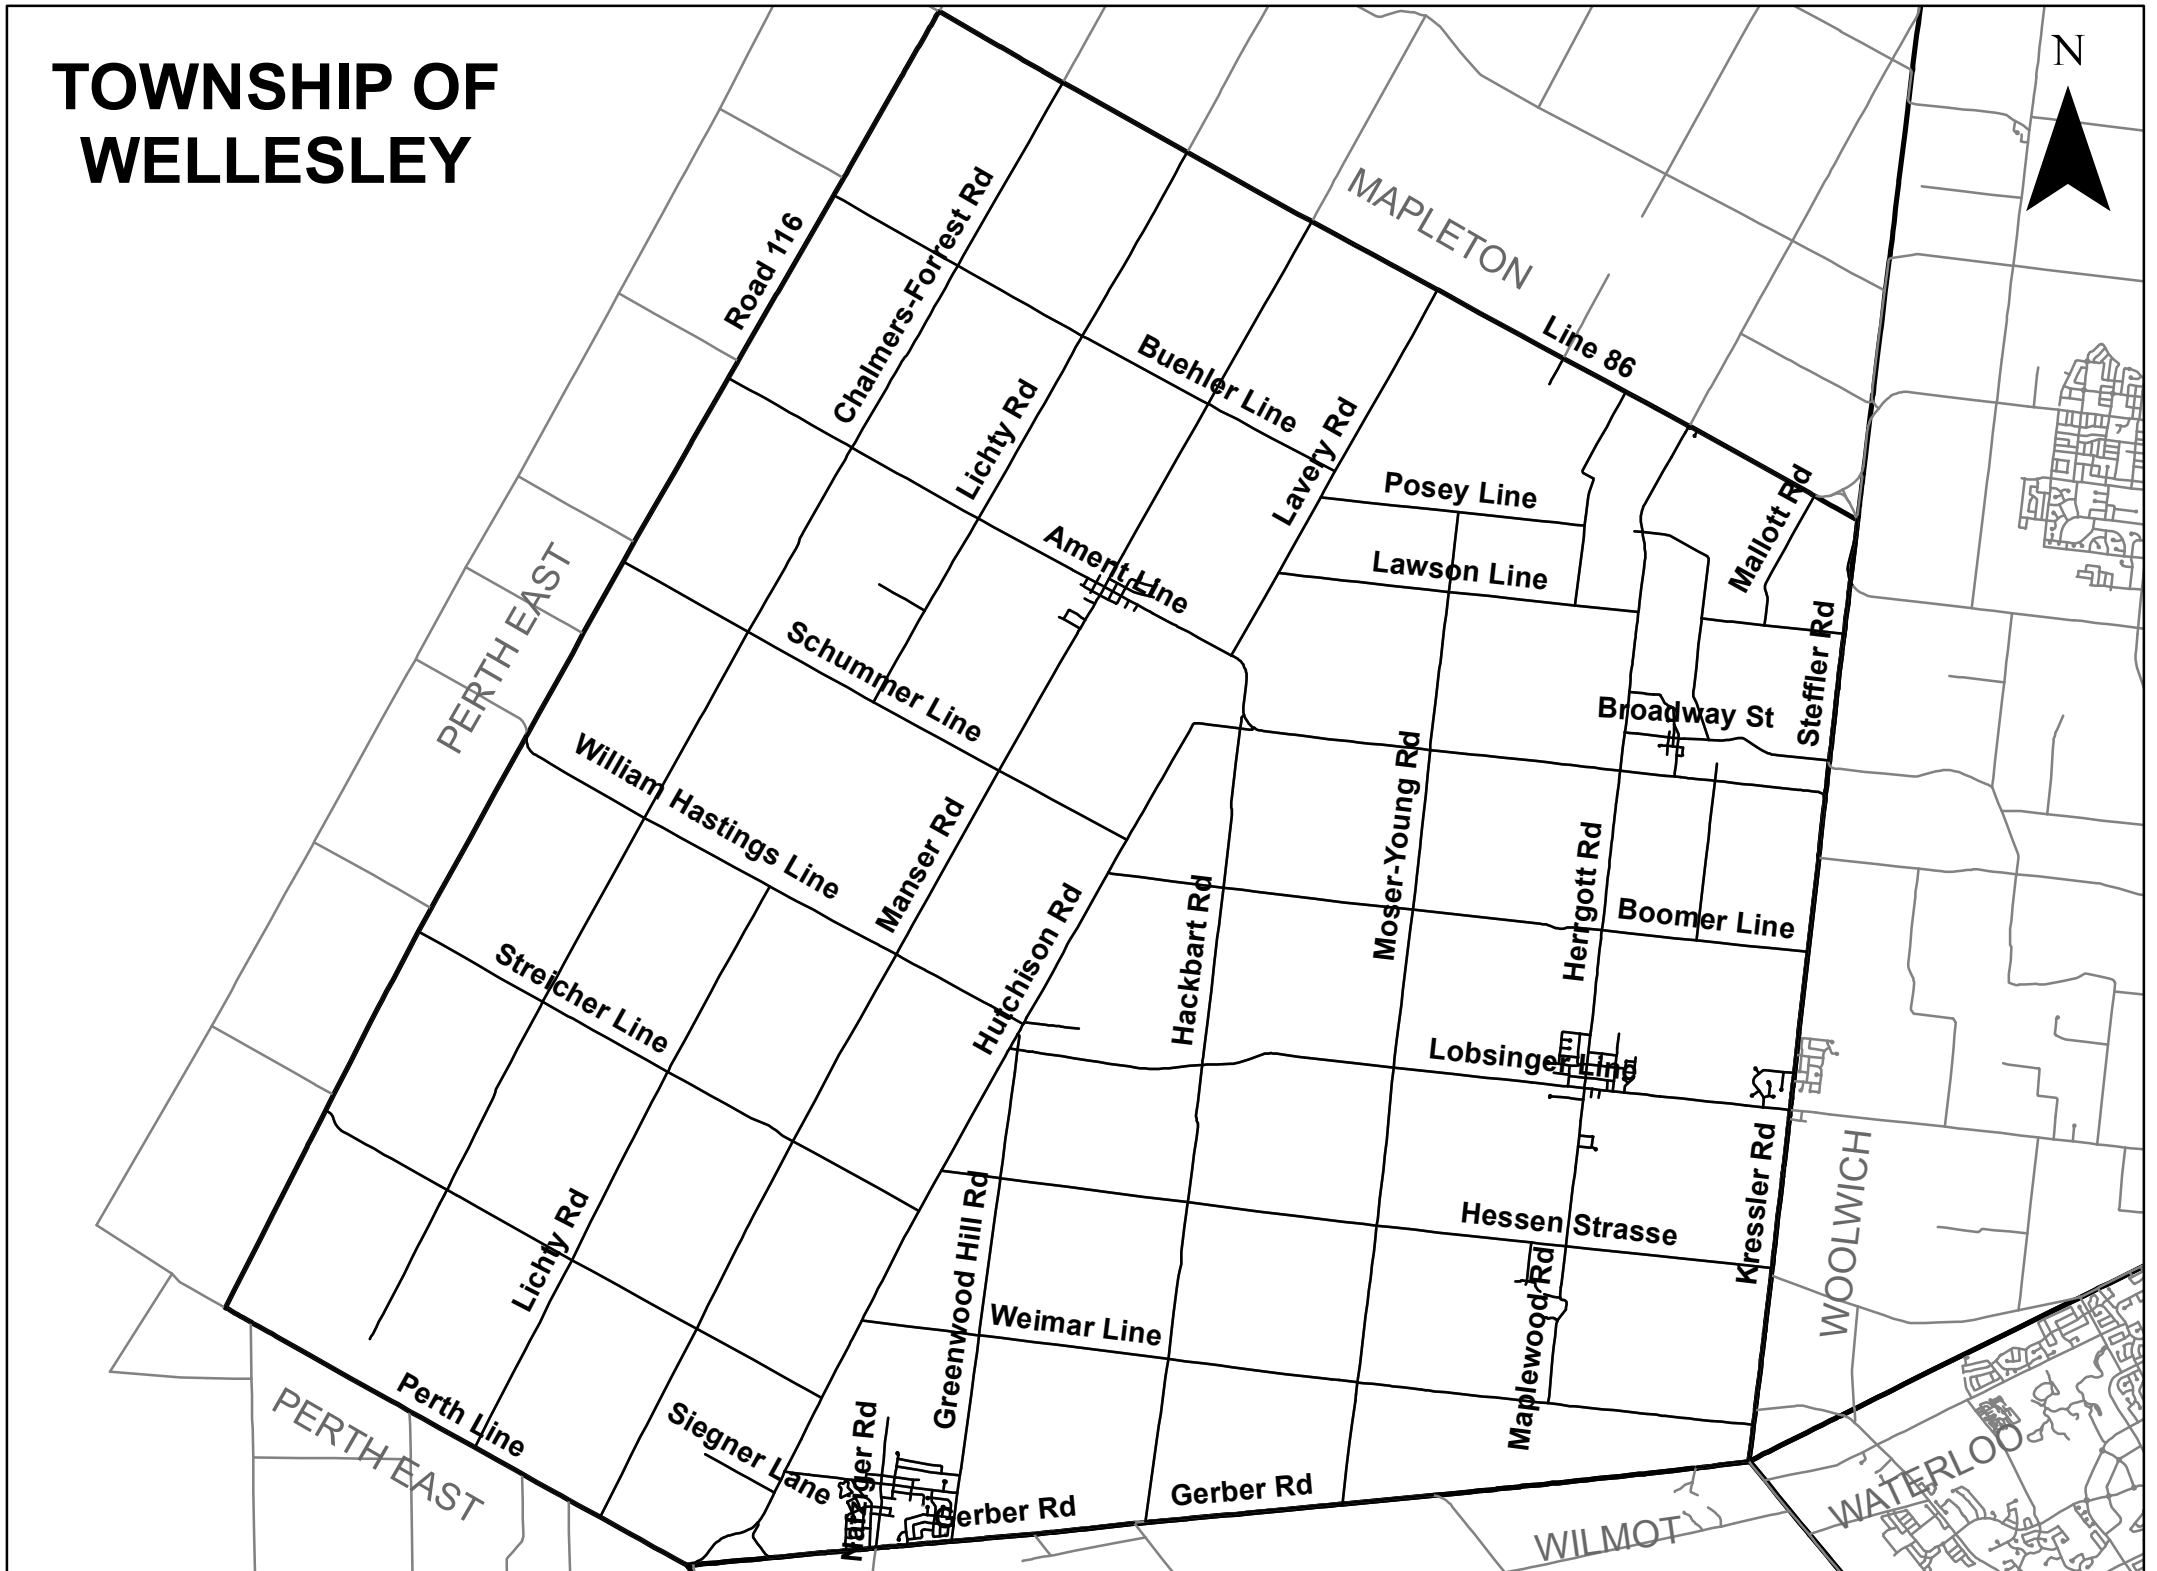 TOWNSHIP OF
WELLESLEY
N
MAPLETON
Road 116
Chalmers-Forrest Rd
Line 86
Buehler Line
Lichty Rd
Lavery Rd
Posey Line
Mallott Rd
Lawson Line
Ament Line
PERTH EAST
Schummer Line
Steffler Rd
Broadway St
William Hastings Line
Manser Rd
Moser-Young Rd
Herrgott Rd
Hutchison Rd
Hackbart Rd
Boomer Line
Streicher Line
Lobsinger Line
Kressler Rd
WOOLWICH
Lichty Rd
Greenwood Hill Rd
Hessen Strasse
Maplewood Rd
Weimar Line
Perth Line
PERTH EAST
Siegner Lane
Nafziger Rd
Gerber Rd
Gerber Rd
WILMOT
WATERLOO